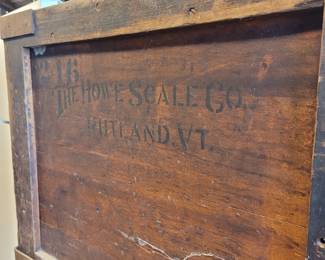 216
THE HOWE SCALE CO.
RUTLAND, VT.